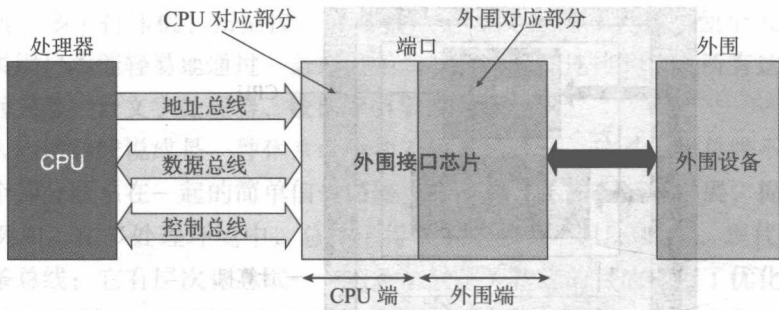 CPU 对应部分
外围对应部分
处理器
端口
外围
地址总线
CPU
数据总线
外围接口芯片
外围设备
控制总线
CPU 端
外围端